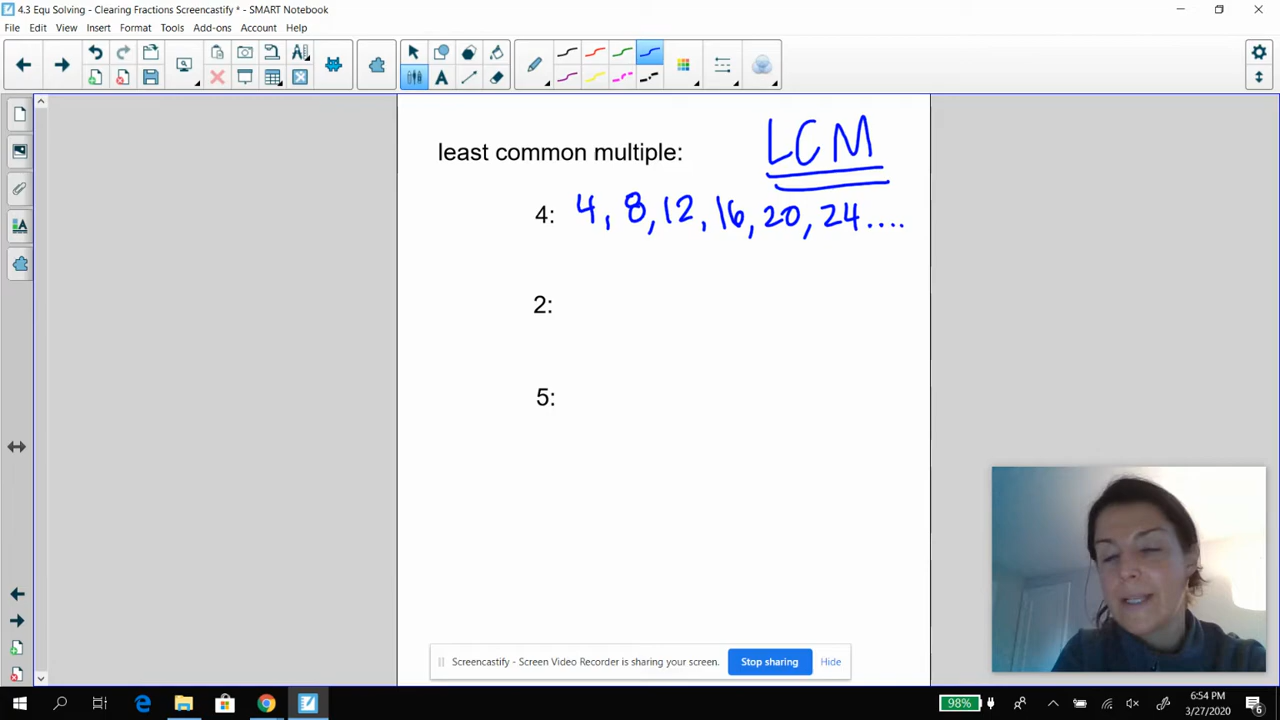 4.3 Equ Solving - Clearing Fractions Screencastify * - SMART Notebook
File Edit View Insert Format Tools Add-ons Account Help
least common multiple: LCM
4: 4, 8, 12, 16, 20, 24....
2:
5:
Screencastify - Screen Video Recorder is sharing your screen. Stop sharing Hide
98% 6:54 PM
3/27/2020 6